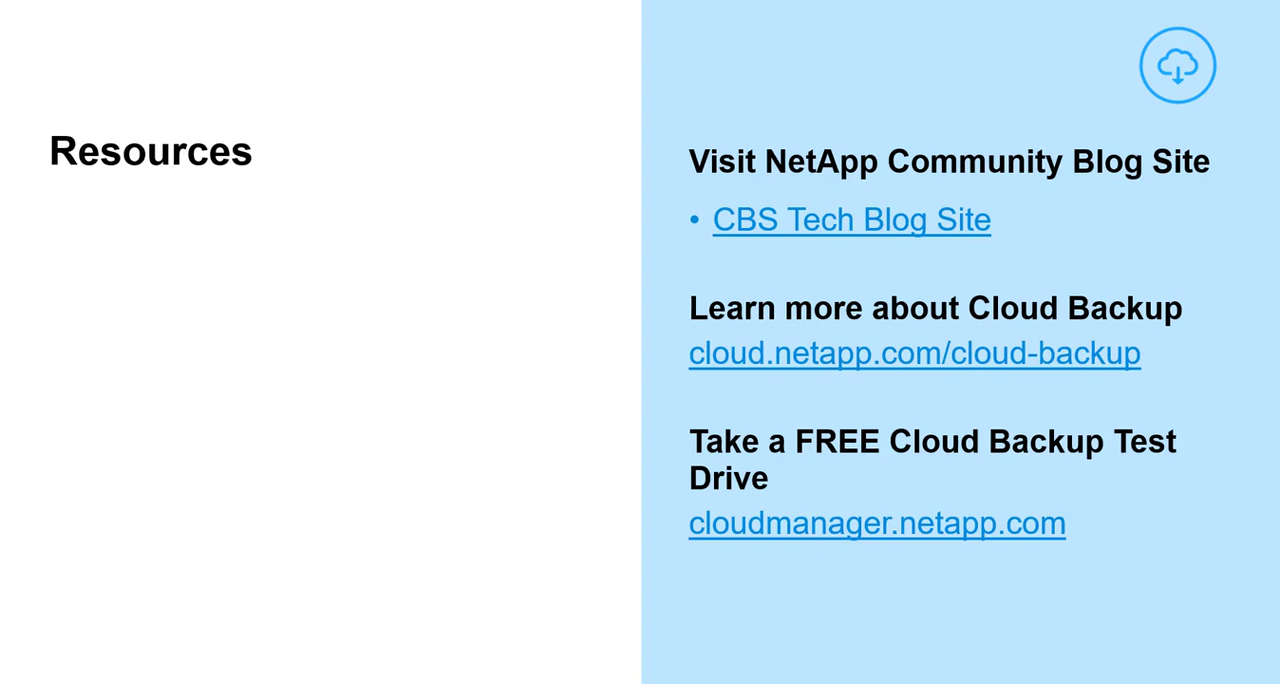 Resources
Visit NetApp Community Blog Site
• CBS Tech Blog Site
Learn more about Cloud Backup
cloud.netapp.com/cloud-backup
Take a FREE Cloud Backup Test
Drive
cloudmanager.netapp.com